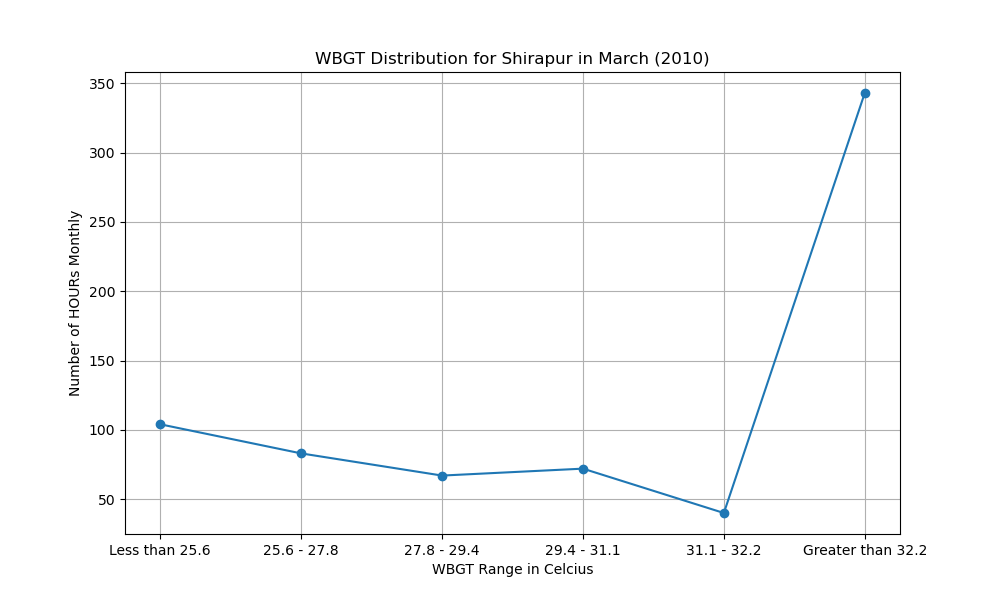 WBGT Distribution for Shirapur in March (2010)
Number of HOURs Monthly
350
300
250
200
150
100
50
Less than 25.6
25.6 - 27.8
27.8 - 29.4
29.4 - 31.1
31.1 - 32.2
Greater than 32.2
WBGT Range in Celcius